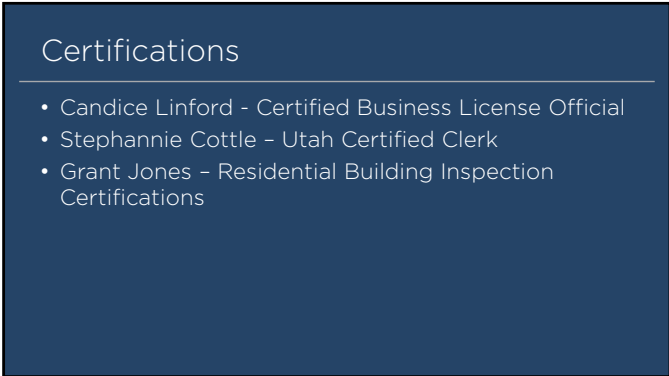 Certifications
• Candice Linford - Certified Business License Official
• Stephannie Cottle – Utah Certified Clerk
• Grant Jones – Residential Building Inspection
Certifications